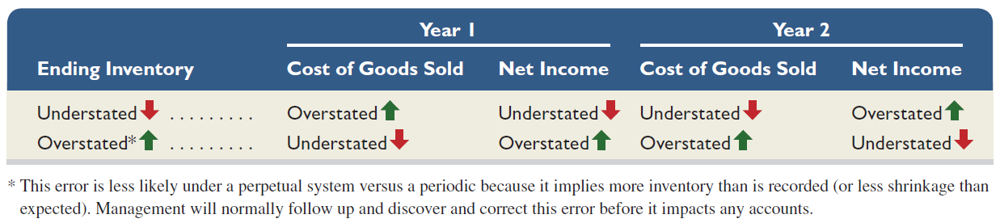 Year 1 Year 2
Ending Inventory Cost of Goods Sold Net Income Cost of Goods Sold Net Income
Understated ......... Overstated Understated Understated Overstated
Overstated* ......... Understated Overstated Overstated Understated
* This error is less likely under a perpetual system versus a periodic because it implies more inventory than is recorded (or less shrinkage than
expected). Management will normally follow up and discover and correct this error before it impacts any accounts.